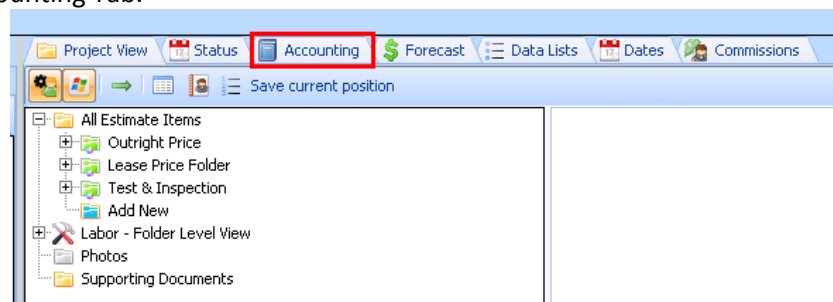 Tab.
Project View Status Accounting Forecast Data Lists Dates Commissions
Save current position
All Estimate Items
Outright Price
Lease Price Folder
Test & Inspection
Add New
Labor - Folder Level View
Photos
Supporting Documents